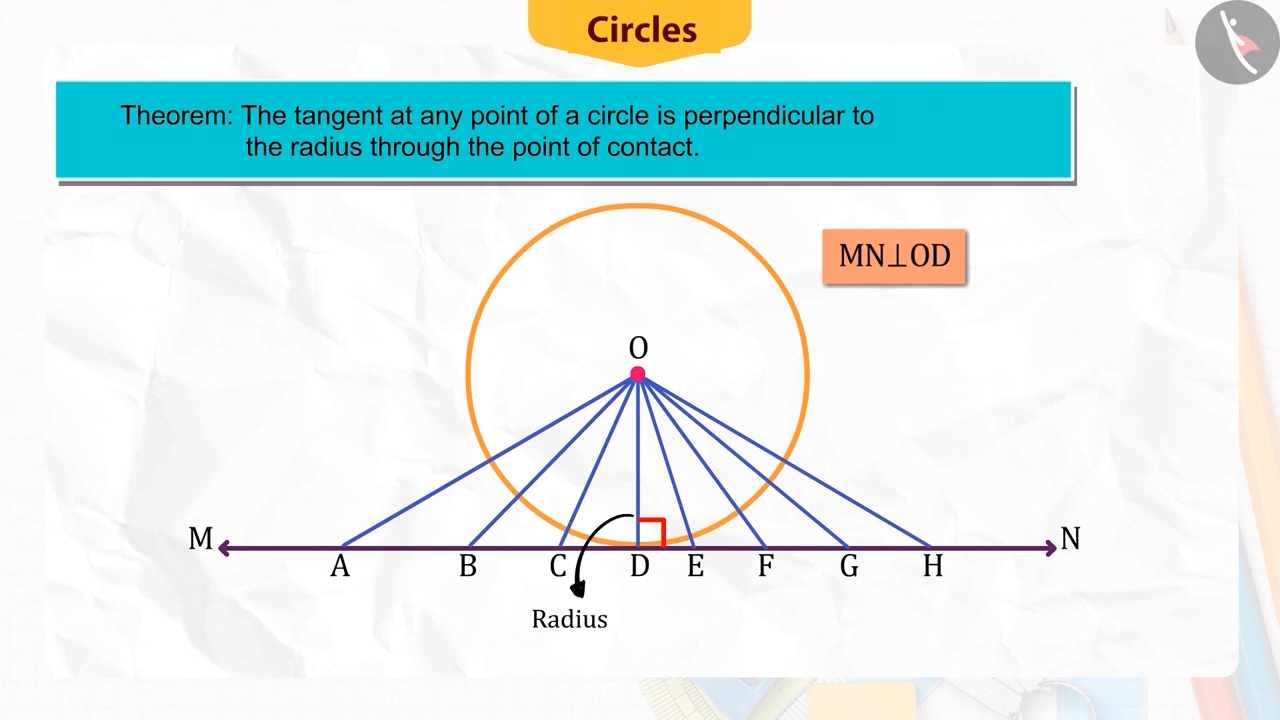 Circles
Theorem: The tangent at any point of a circle is perpendicular to
the radius through the point of contact.
MN⊥OD
O
M N
A B C D E F G H
Radius